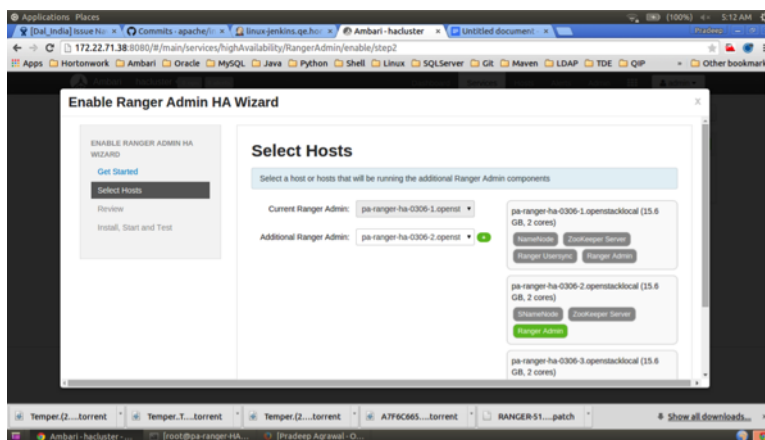 Applications Places
(100%) 5:12 AM
[Dal_India] Issue Na
Commits · apache/
linux-jenkins.qe.hor
Ambari - hacluster
Untitled document
Pradeep
172.22.71.38:8080/#/main/services/highAvailability/RangerAdmin/enable/step2
Apps Hortonwork Ambari Oracle MySQL Java Python Shell Linux SQLServer Git Maven LDAP TDE QIP » Other bookmar
Enable Ranger Admin HA Wizard
ENABLE RANGER ADMIN HA
WIZARD
Get Started
Select Hosts
Review
Install, Start and Test
Select Hosts
Select a host or hosts that will be running the additional Ranger Admin components
Current Ranger Admin: pa-ranger-ha-0306-1.openst
Additional Ranger Admin: pa-ranger-ha-0306-2.openst
pa-ranger-ha-0306-1.openstacklocal (15.6
GB, 2 cores)
NameNode ZooKeeper Server
Ranger Usersync Ranger Admin
pa-ranger-ha-0306-2.openstacklocal (15.6
GB, 2 cores)
SNameNode ZooKeeper Server
Ranger Admin
pa-ranger-ha-0306-3.openstacklocal (15.6
GB, 2 cores)
Temper.(2....torrent
Temper..T....torrent
Temper.(2....torrent
A7F6C665....torrent
RANGER-51....patch
Show all downloads...
Ambari - hacluster -...
[root@pa-ranger-HA...
[Pradeep Agrawal - O...